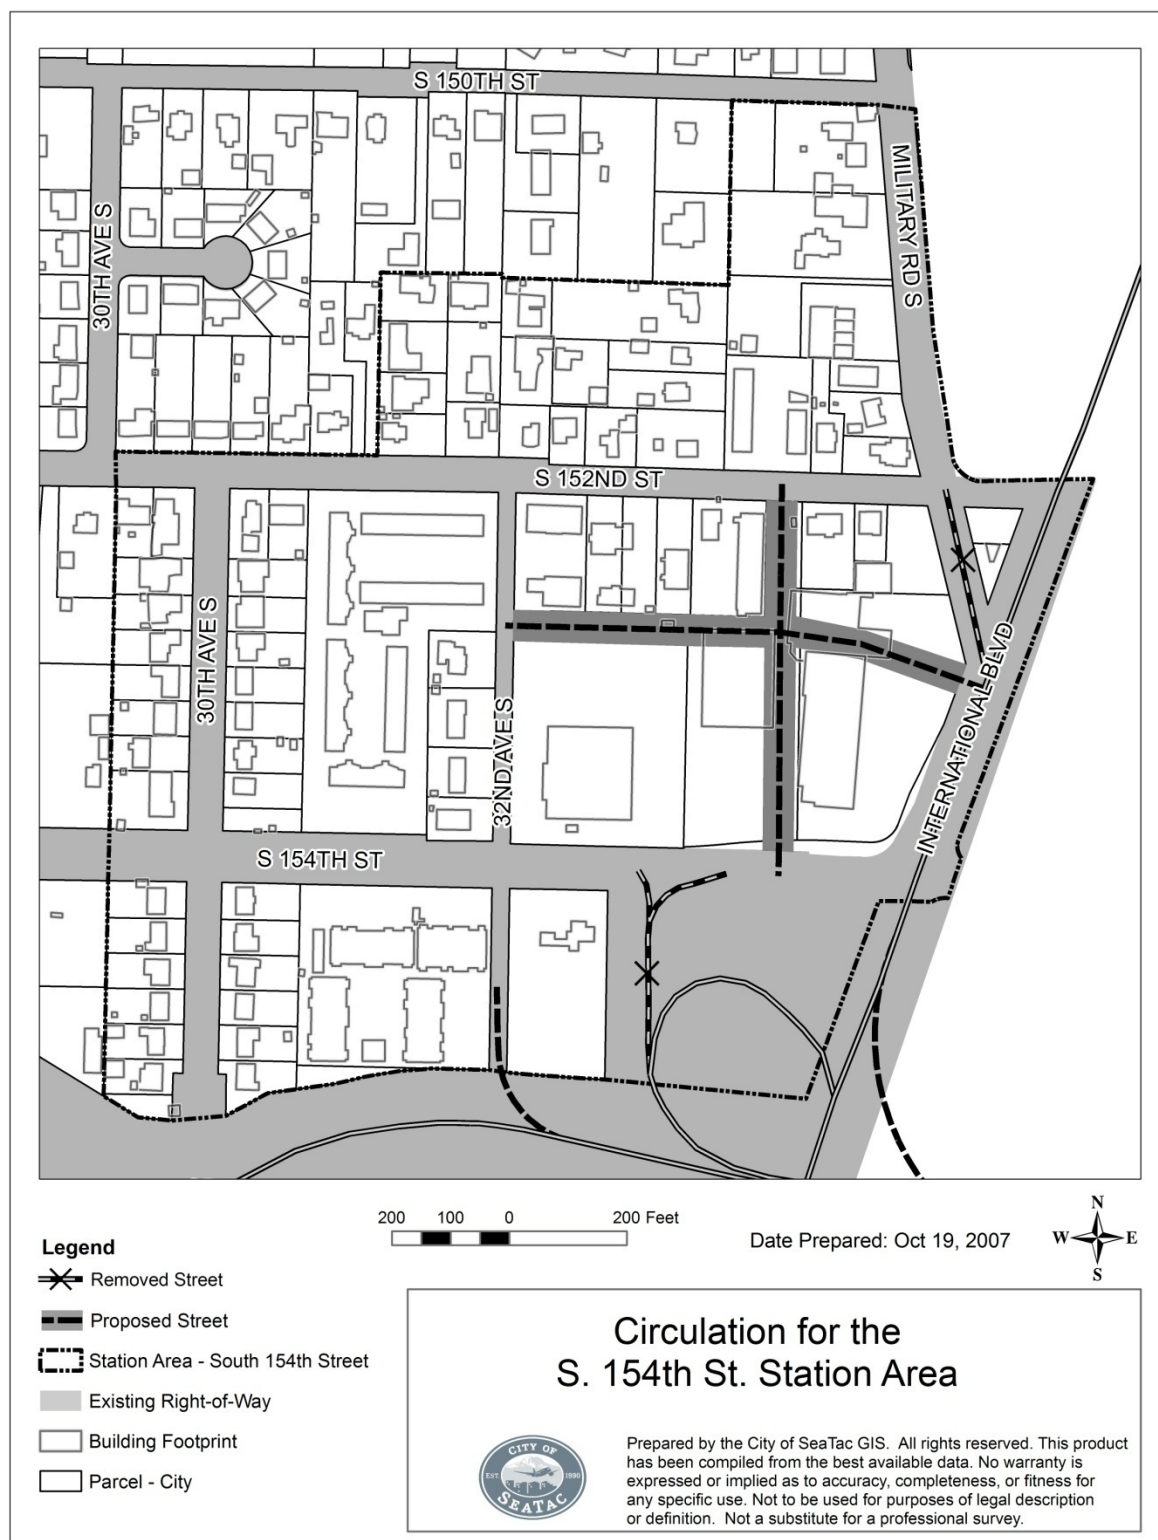 S 150TH ST
MILITARY RD S
30TH AVE S
S 152ND ST
30TH AVE S
32ND AVE S
INTERNATIONAL BLVD
S 154TH ST
200 100 0 200 Feet
Date Prepared: Oct 19, 2007
N
W E
S
Legend
Removed Street
Proposed Street
Station Area - South 154th Street
Existing Right-of-Way
Building Footprint
Parcel - City
Circulation for the
S. 154th St. Station Area
CITY OF
EST. 1990
SEATAC
Prepared by the City of SeaTac GIS. All rights reserved. This product
has been compiled from the best available data. No warranty is
expressed or implied as to accuracy, completeness, or fitness for
any specific use. Not to be used for purposes of legal description
or definition. Not a substitute for a professional survey.